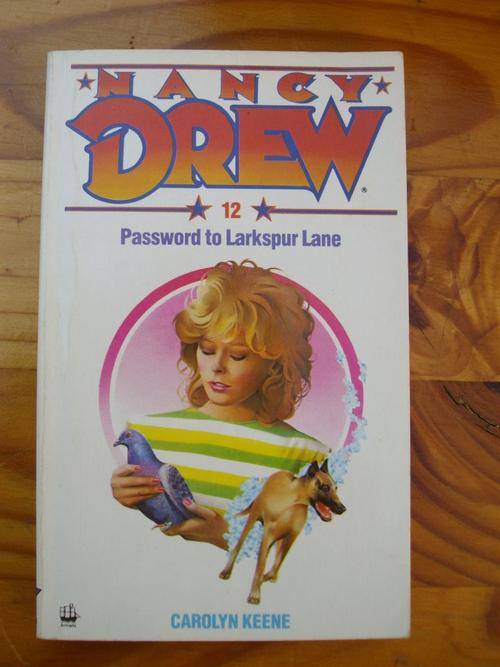 NANCY
DREW®
12
Password to Larkspur Lane
CAROLYN KEENE